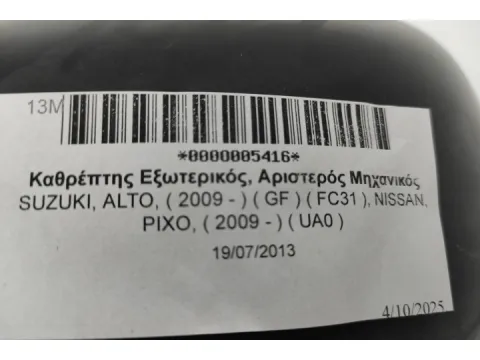 13M
*0000005416*
Καθρέπτης Εξωτερικός, Αριστερός Μηχανικός
SUZUKI, ALTO, ( 2009 - ) ( GF ) ( FC31 ), NISSAN,
PIXO, ( 2009 - ) ( UA0 )
19/07/2013
4/10/2025